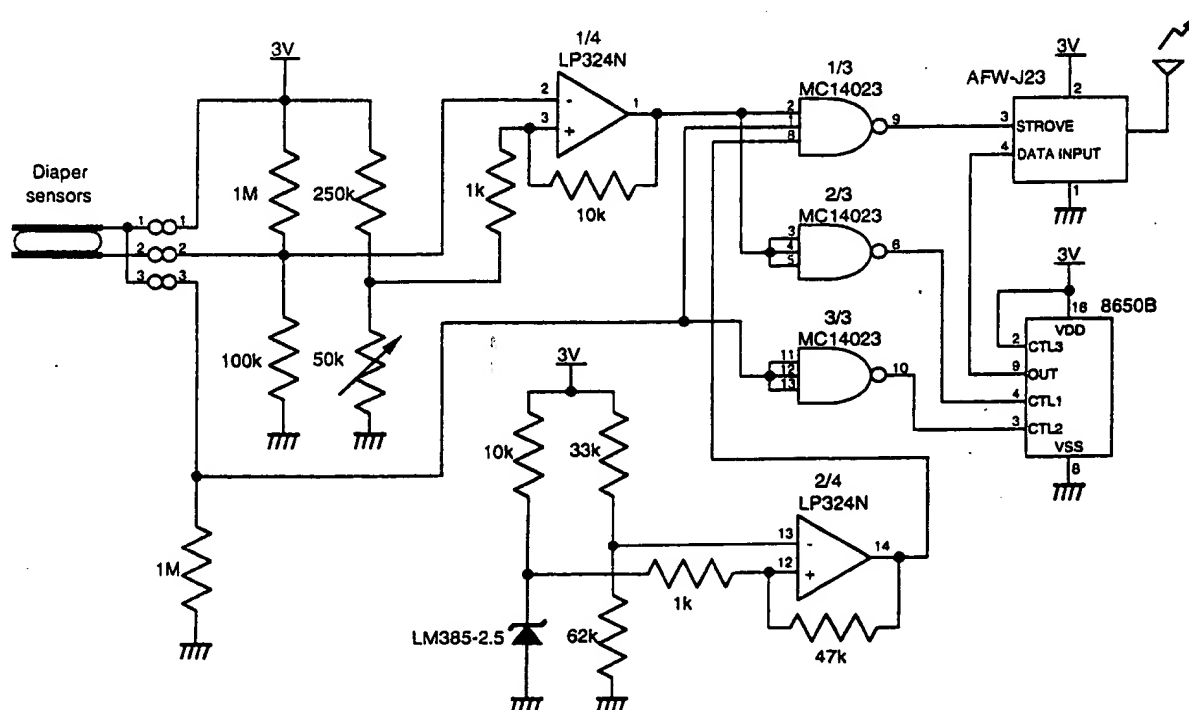 1/4
LP324N
3V
2
-
3
+
1
1/3
MC14023
2
1
8
9
AFW-J23
3V
2
3 STROVE
4 DATA INPUT
1
Diaper
sensors
1M
250k
1k
10k
1 1
2 2
3 3
2/3
MC14023
3
4
5
6
3V
16
8650B
VDD
2 CTL3
9 OUT
4 CTL1
3 CTL2
VSS
8
100k
50k
3/3
MC14023
11
12
13
10
3V
10k
33k
2/4
LP324N
13
-
12
+
14
1M
1k
47k
LM385-2.5
62k